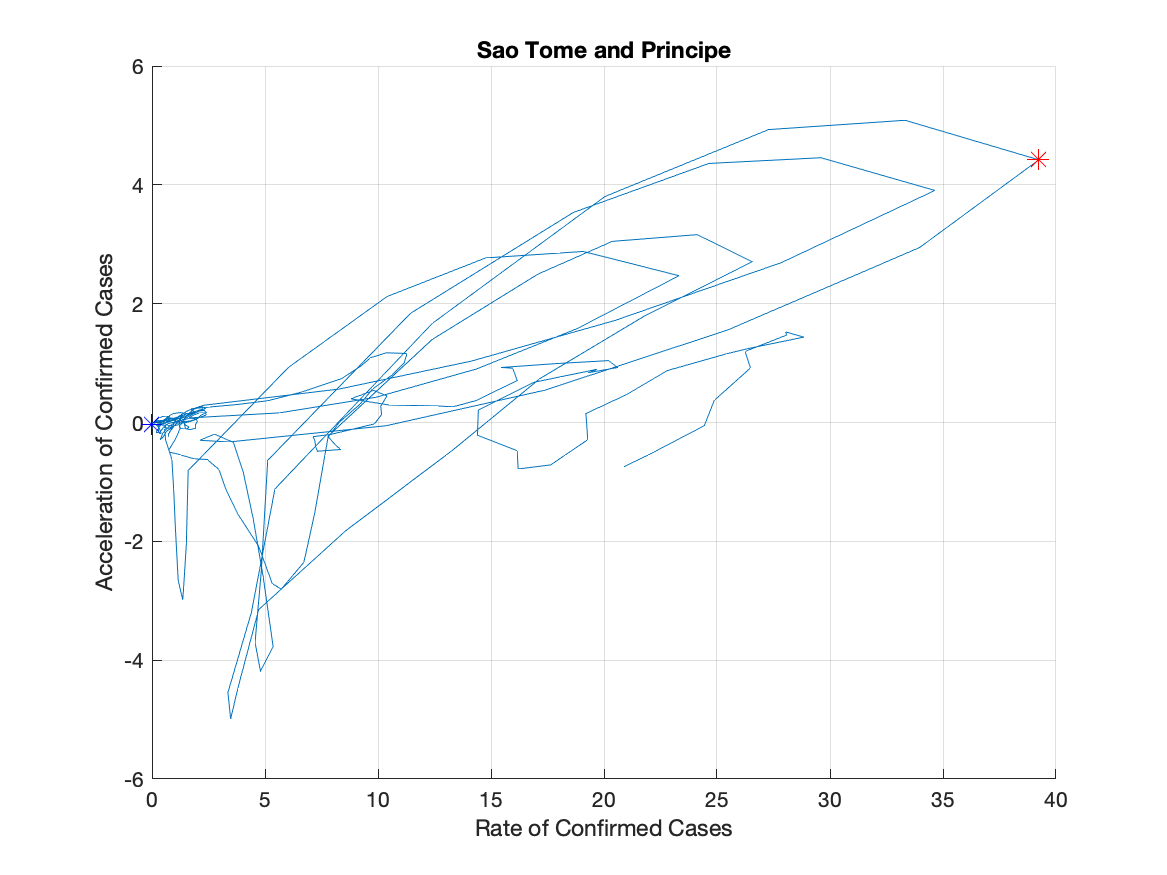 Sao Tome and Principe
6
4
2
0
-2
-4
-6
Acceleration of Confirmed Cases
0 5 10 15 20 25 30 35 40
Rate of Confirmed Cases